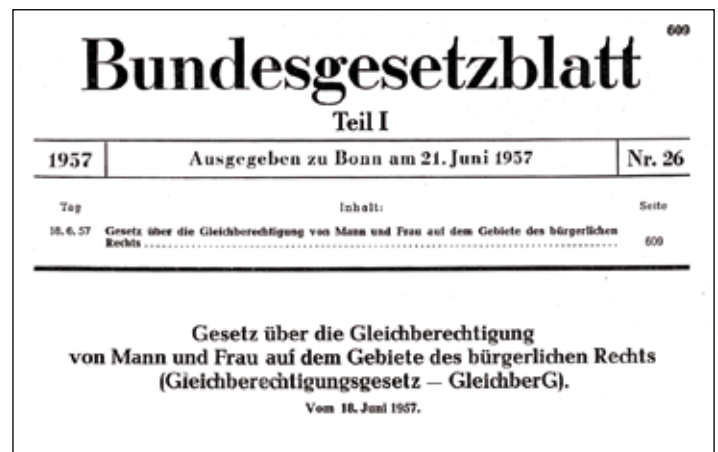 609
Bundesgesetzblatt
Teil I
1957 Ausgegeben zu Bonn am 21. Juni 1957 Nr. 26
Tag Inhalt: Seite
18. 6. 57 Gesetz über die Gleichberechtigung von Mann und Frau auf dem Gebiete des bürgerlichen
Rechts ........................................................................ 609
Gesetz über die Gleichberechtigung
von Mann und Frau auf dem Gebiete des bürgerlichen Rechts
(Gleichberechtigungsgesetz — GleichberG).
Vom 18. Juni 1957.